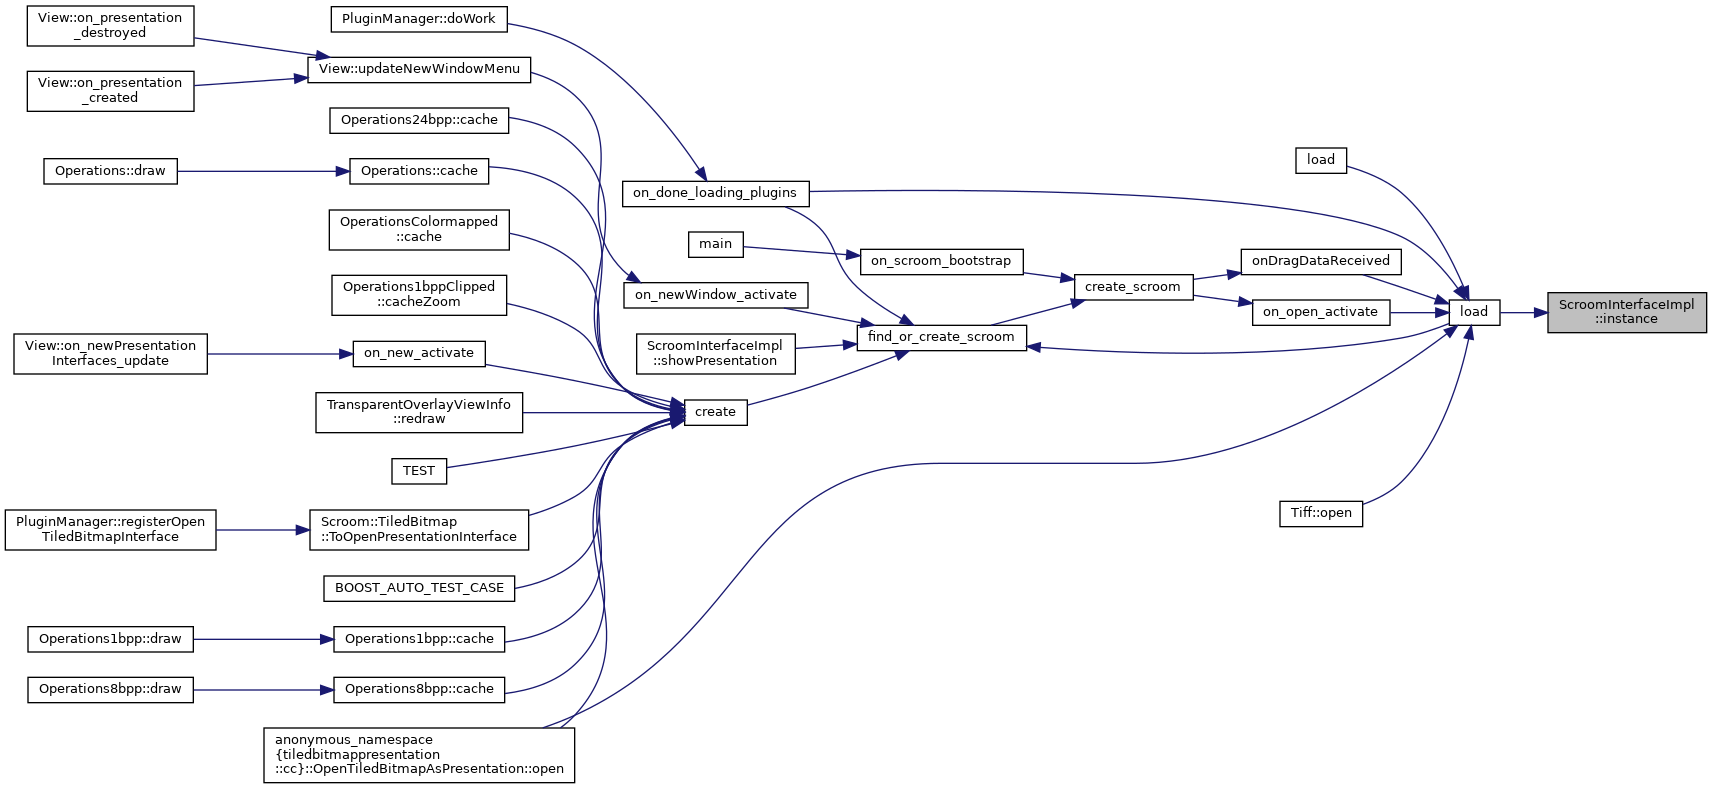 View::on_presentation
_destroyed
PluginManager::doWork
View::updateNewWindowMenu
View::on_presentation
_created
Operations24bpp::cache
Operations::draw
Operations::cache
OperationsColormapped
::cache
Operations1bppClipped
::cacheZoom
View::on_newPresentation
Interfaces_update
on_new_activate
TransparentOverlayViewInfo
::redraw
TEST
PluginManager::registerOpen
TiledBitmapInterface
Scroom::TiledBitmap
::ToOpenPresentationInterface
BOOST_AUTO_TEST_CASE
Operations1bpp::draw
Operations1bpp::cache
Operations8bpp::draw
Operations8bpp::cache
anonymous_namespace
{tiledbitmappresentation
::cc}::OpenTiledBitmapAsPresentation::open
on_done_loading_plugins
main
on_newWindow_activate
ScroomInterfaceImpl
::showPresentation
create
on_scroom_bootstrap
find_or_create_scroom
create_scroom
load
onDragDataReceived
on_open_activate
Tiff::open
load
ScroomInterfaceImpl
::instance